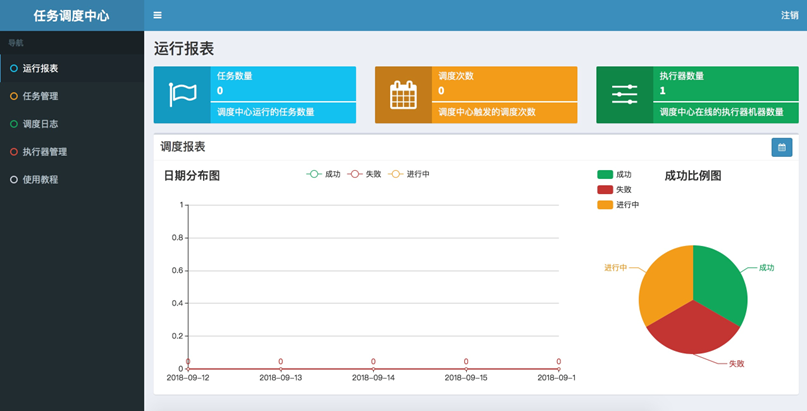 任务调度中心
注销
导航
运行报表
任务管理
调度日志
执行器管理
使用教程
运行报表
任务数量
0
调度中心运行的任务数量
调度次数
0
调度中心触发的调度次数
执行器数量
1
调度中心在线的执行器机器数量
调度报表
日期分布图
成功 失败 进行中
1
0.8
0.6
0.4
0.2
0
0 0 0 0 0
2018-09-12 2018-09-13 2018-09-14 2018-09-15 2018-09-1
成功
失败
进行中
成功比例图
进行中
成功
失败